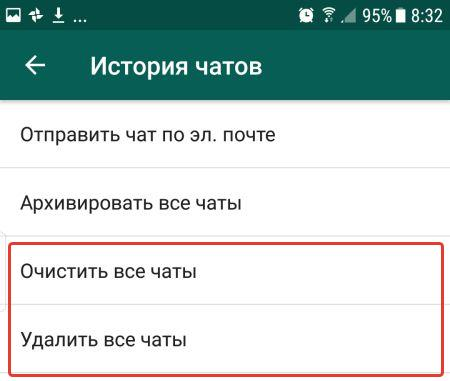 ... 95% 8:32
История чатов
Отправить чат по эл. почте
Архивировать все чаты
Очистить все чаты
Удалить все чаты